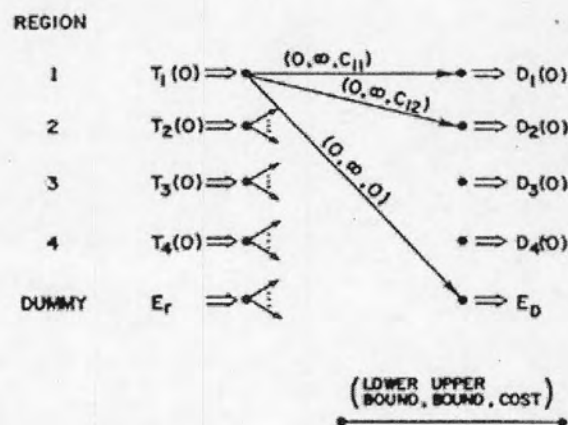 REGION
(0,∞,C₁₁)
1 T₁(0) D₁(0)
(0,∞,C₁₂)
2 T₂(0) D₂(0)
(0,∞,0)
3 T₃(0) D₃(0)
4 T₄(0) D₄(0)
DUMMY Eᵣ E_D
(LOWER UPPER
BOUND, BOUND, COST)